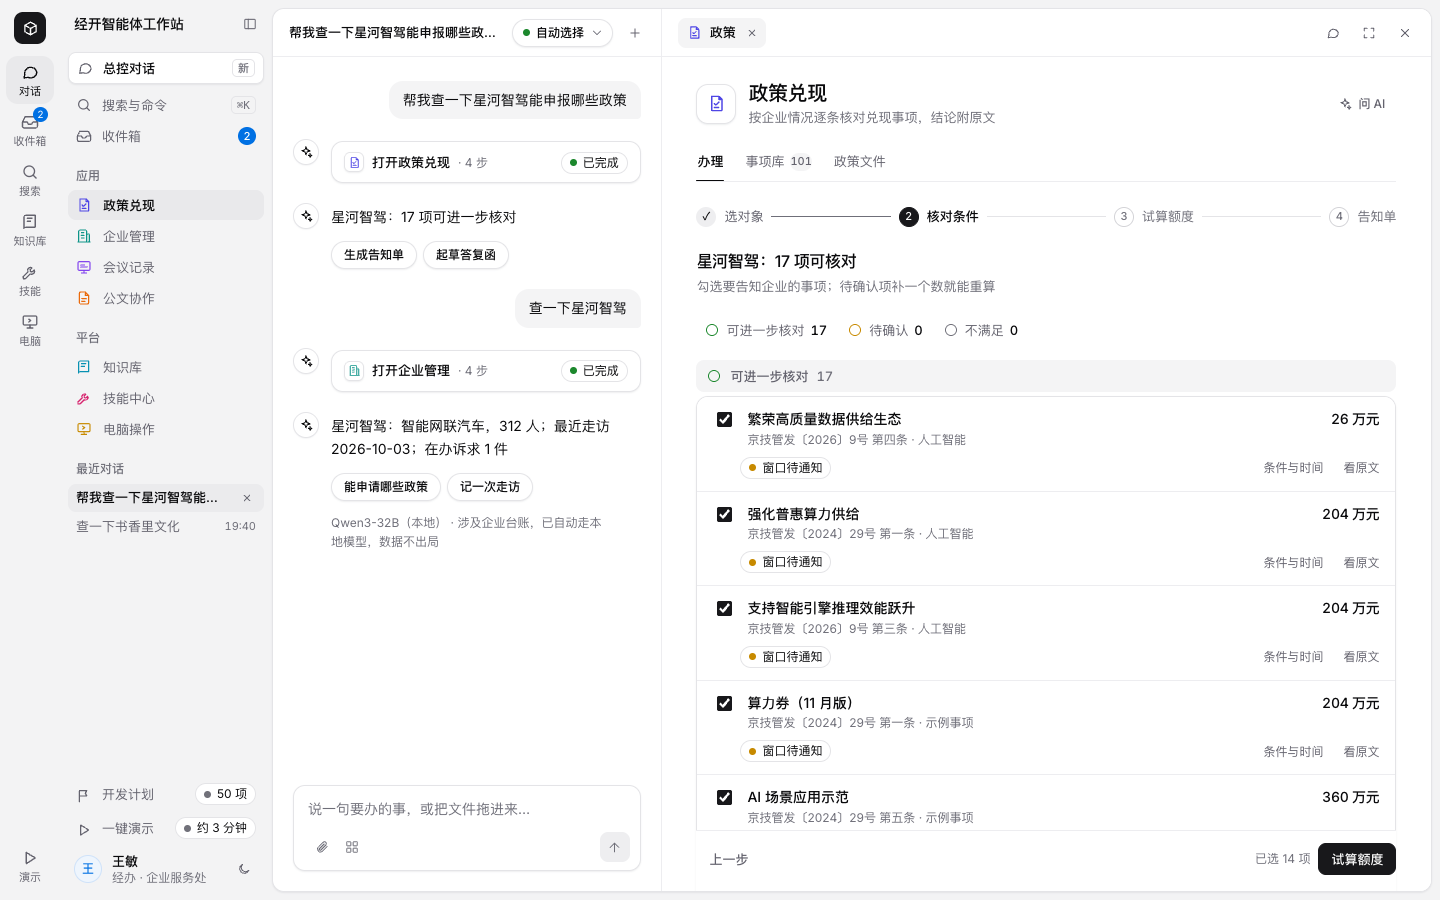 对话
2
收件箱
搜索
知识库
技能
电脑
演示
经开智能体工作站
总控对话
新
搜索与命令
⌘K
收件箱
2
应用
政策兑现
企业管理
会议记录
公文协作
平台
知识库
技能中心
电脑操作
最近对话
帮我查一下星河智驾能...
查一下书香里文化
19:40
开发计划
50 项
一键演示
约 3 分钟
王
王敏
经办 · 企业服务处
帮我查一下星河智驾能申报哪些政...
自动选择
帮我查一下星河智驾能申报哪些政策
打开政策兑现 · 4 步
已完成
星河智驾：17 项可进一步核对
生成告知单
起草答复函
查一下星河智驾
打开企业管理 · 4 步
已完成
星河智驾：智能网联汽车，312 人；最近走访
2026-10-03；在办诉求 1 件
能申请哪些政策
记一次走访
Qwen3-32B（本地） · 涉及企业台账，已自动走本
地模型，数据不出局
说一句要办的事，或把文件拖进来...
政策
政策兑现
按企业情况逐条核对兑现事项，结论附原文
问 AI
办理
事项库 101
政策文件
选对象
2 核对条件
3 试算额度
4 告知单
星河智驾：17 项可核对
勾选要告知企业的事项；待确认项补一个数就能重算
可进一步核对 17
待确认 0
不满足 0
可进一步核对 17
繁荣高质量数据供给生态
26 万元
京技管发〔2026〕9号 第四条 · 人工智能
窗口待通知
条件与时间
看原文
强化普惠算力供给
204 万元
京技管发〔2024〕29号 第一条 · 人工智能
窗口待通知
条件与时间
看原文
支持智能引擎推理效能跃升
204 万元
京技管发〔2026〕9号 第三条 · 人工智能
窗口待通知
条件与时间
看原文
算力券（11 月版）
204 万元
京技管发〔2024〕29号 第一条 · 示例事项
窗口待通知
条件与时间
看原文
AI 场景应用示范
360 万元
京技管发〔2024〕29号 第五条 · 示例事项
上一步
已选 14 项
试算额度